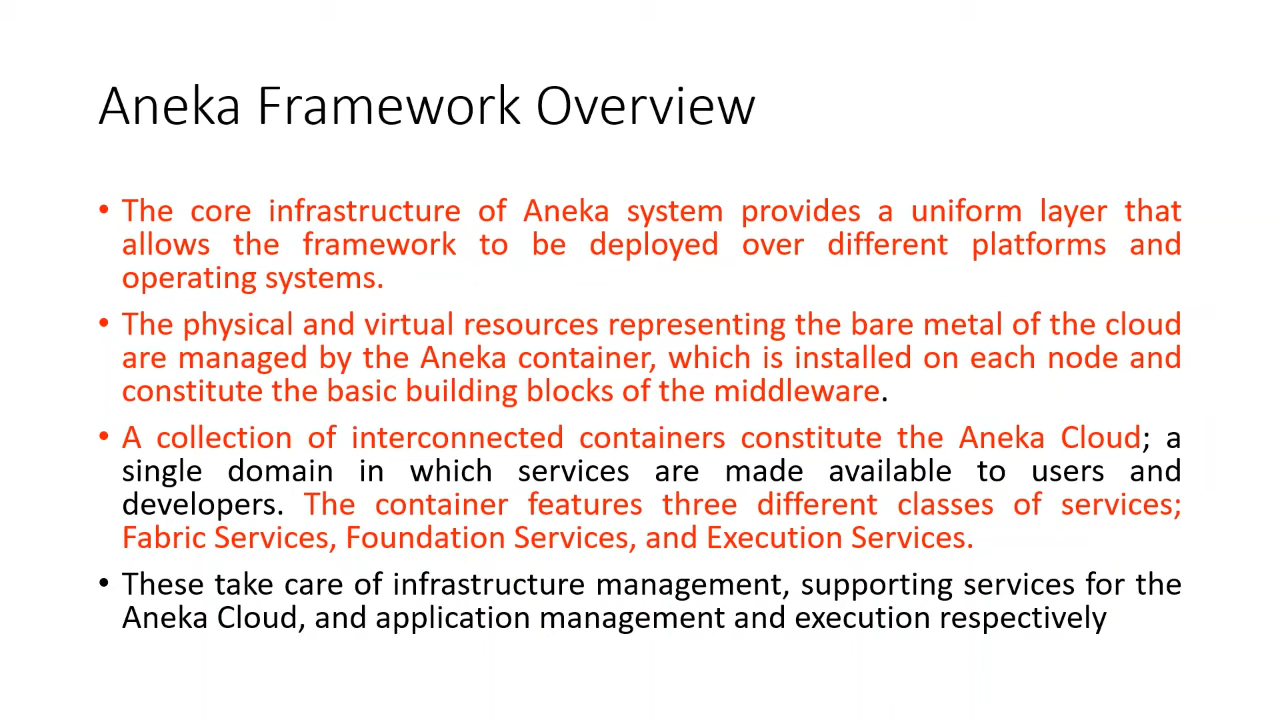 Aneka Framework Overview
• The core infrastructure of Aneka system provides a uniform layer that
allows the framework to be deployed over different platforms and
operating systems.
• The physical and virtual resources representing the bare metal of the cloud
are managed by the Aneka container, which is installed on each node and
constitute the basic building blocks of the middleware.
• A collection of interconnected containers constitute the Aneka Cloud; a
single domain in which services are made available to users and
developers. The container features three different classes of services;
Fabric Services, Foundation Services, and Execution Services.
• These take care of infrastructure management, supporting services for the
Aneka Cloud, and application management and execution respectively